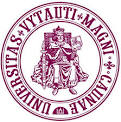 UNIVERSITAS ✦ VYTAUTI ✦ MAGNI ✦ CAUNAE ✦